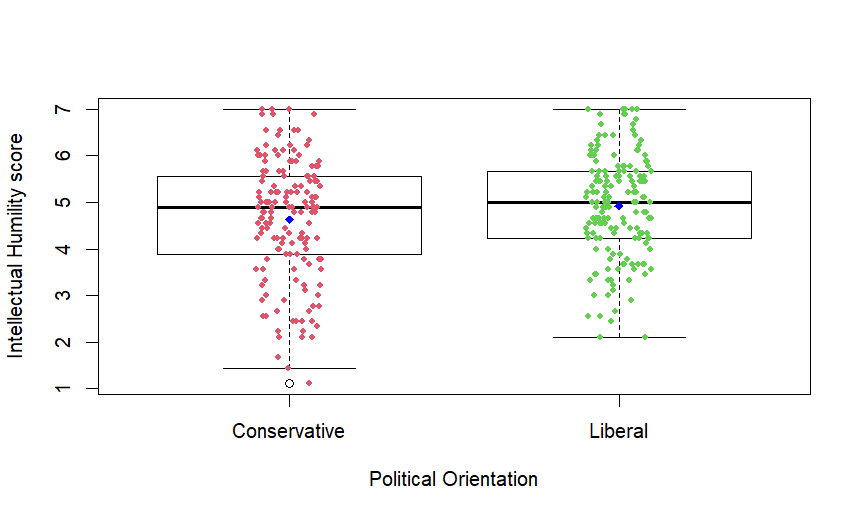 Intellectual Humility score
7
6
5
4
3
2
1
Conservative
Liberal
Political Orientation